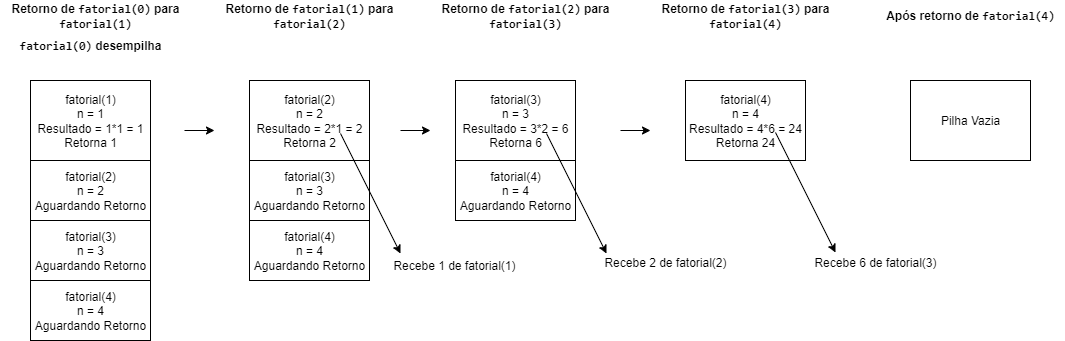 Retorno de fatorial(0) para
fatorial(1)
fatorial(0) desempilha
fatorial(1)
n = 1
Resultado = 1*1 = 1
Retorna 1
fatorial(2)
n = 2
Aguardando Retorno
fatorial(3)
n = 3
Aguardando Retorno
fatorial(4)
n = 4
Aguardando Retorno
Retorno de fatorial(1) para
fatorial(2)
fatorial(2)
n = 2
Resultado = 2*1 = 2
Retorna 2
fatorial(3)
n = 3
Aguardando Retorno
fatorial(4)
n = 4
Aguardando Retorno
Recebe 1 de fatorial(1)
Retorno de fatorial(2) para
fatorial(3)
fatorial(3)
n = 3
Resultado = 3*2 = 6
Retorna 6
fatorial(4)
n = 4
Aguardando Retorno
Recebe 2 de fatorial(2)
Retorno de fatorial(3) para
fatorial(4)
fatorial(4)
n = 4
Resultado = 4*6 = 24
Retorna 24
Recebe 6 de fatorial(3)
Após retorno de fatorial(4)
Pilha Vazia